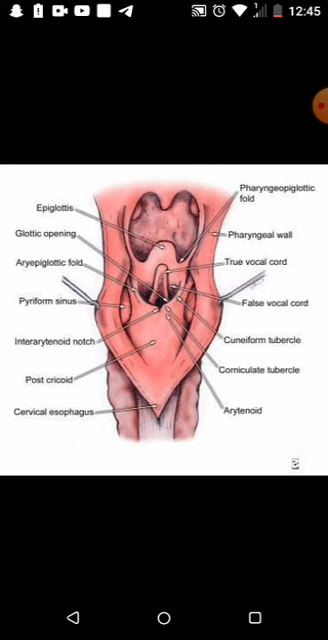 12:45
Pharyngeopiglottic
fold
Epiglottis
Glottic opening
Pharyngeal wall
Aryepiglottic fold
True vocal cord
Pyriform sinus
False vocal cord
Interarytenoid notch
Cuneiform tubercle
Corniculate tubercle
Post cricoid
Cervical esophagus
Arytenoid